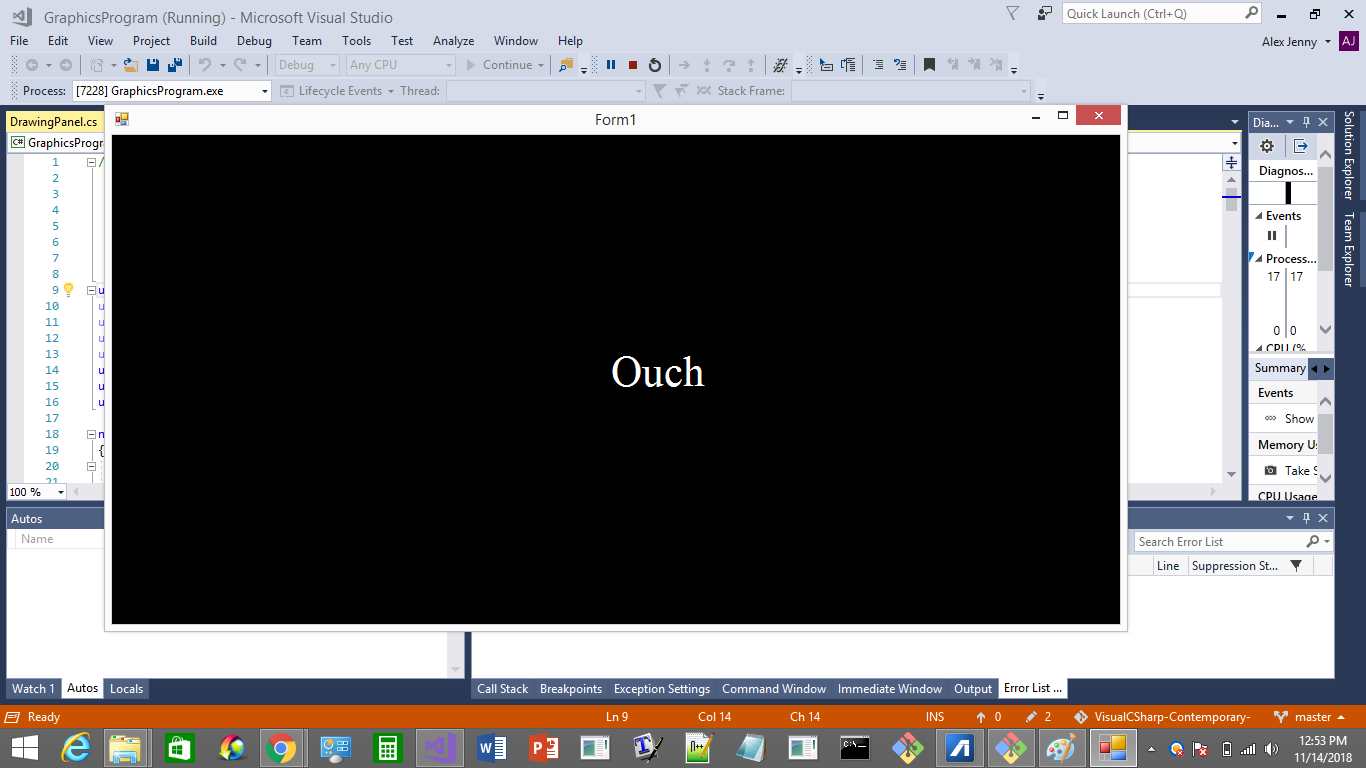 GraphicsProgram (Running) - Microsoft Visual Studio
Quick Launch (Ctrl+Q)
File Edit View Project Build Debug Team Tools Test Analyze Window Help
Alex Jenny AJ
Debug Any CPU Continue
Process: [7228] GraphicsProgram.exe Lifecycle Events Thread: Stack Frame:
DrawingPanel.cs
Form1
Dia...
C# GraphicsProgr
1 /
2
3
4
5
6
7
8
9 u
10 u
11 u
12 u
13 u
14 u
15 u
16 u
17
18 n
19 {
20
21
100 %
Ouch
Diagnos...
Events
Process...
17 17
0 0
CPU (%
Summary
Events
Show
Memory Us
Take S
CPU Usage
Solution Explorer
Team Explorer
Autos
Name
Search Error List
Line Suppression St...
Watch 1 Autos Locals
Call Stack Breakpoints Exception Settings Command Window Immediate Window Output Error List ...
Ready Ln 9 Col 14 Ch 14 INS 0 2 VisualCSharp-Contemporary- master
12:53 PM
11/14/2018